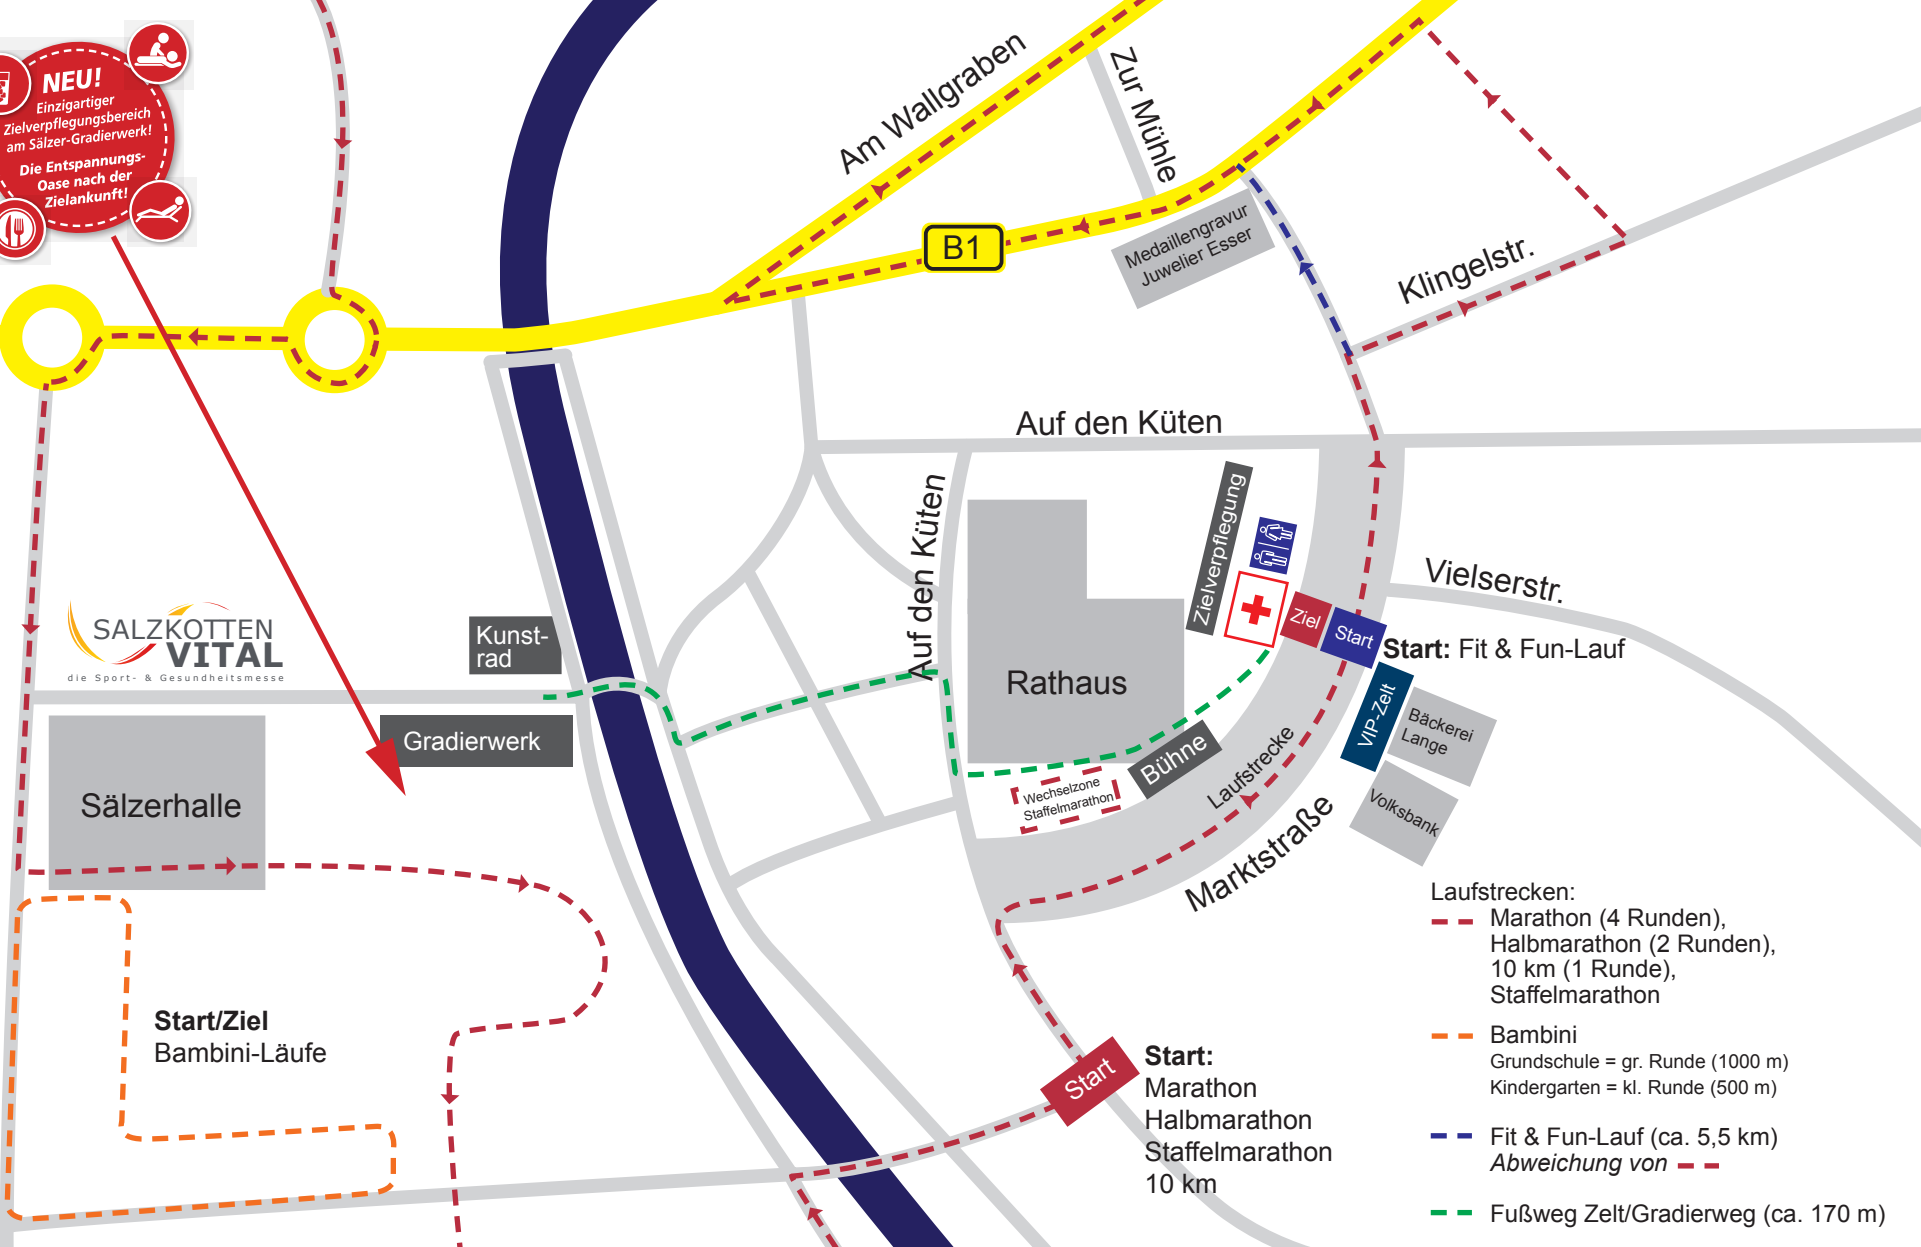 NEU!
Einzigartiger
Zielverpflegungsbereich
am Sälzer-Gradierwerk!
Die Entspannungs-
Oase nach der
Zielankunft!
Am Wallgraben
Zur Mühle
B1
Medaillengravur
Juwelier Esser
Klingelstr.
Auf den Küten
Auf den Küten
Zielverpflegung
Vielserstr.
Ziel
Start
Start: Fit & Fun-Lauf
SALZKOTTEN
VITAL
die Sport- & Gesundheitsmesse
Kunst-
rad
Gradierwerk
Rathaus
VIP-Zelt
Bäckerei
Lange
Volksbank
Bühne
Laufstrecke
Wechselzone
Staffelmarathon
Marktstraße
Sälzerhalle
Start/Ziel
Bambini-Läufe
Start
Start:
Marathon
Halbmarathon
Staffelmarathon
10 km
Laufstrecken:
Marathon (4 Runden),
Halbmarathon (2 Runden),
10 km (1 Runde),
Staffelmarathon
Bambini
Grundschule = gr. Runde (1000 m)
Kindergarten = kl. Runde (500 m)
Fit & Fun-Lauf (ca. 5,5 km)
Abweichung von
Fußweg Zelt/Gradierweg (ca. 170 m)